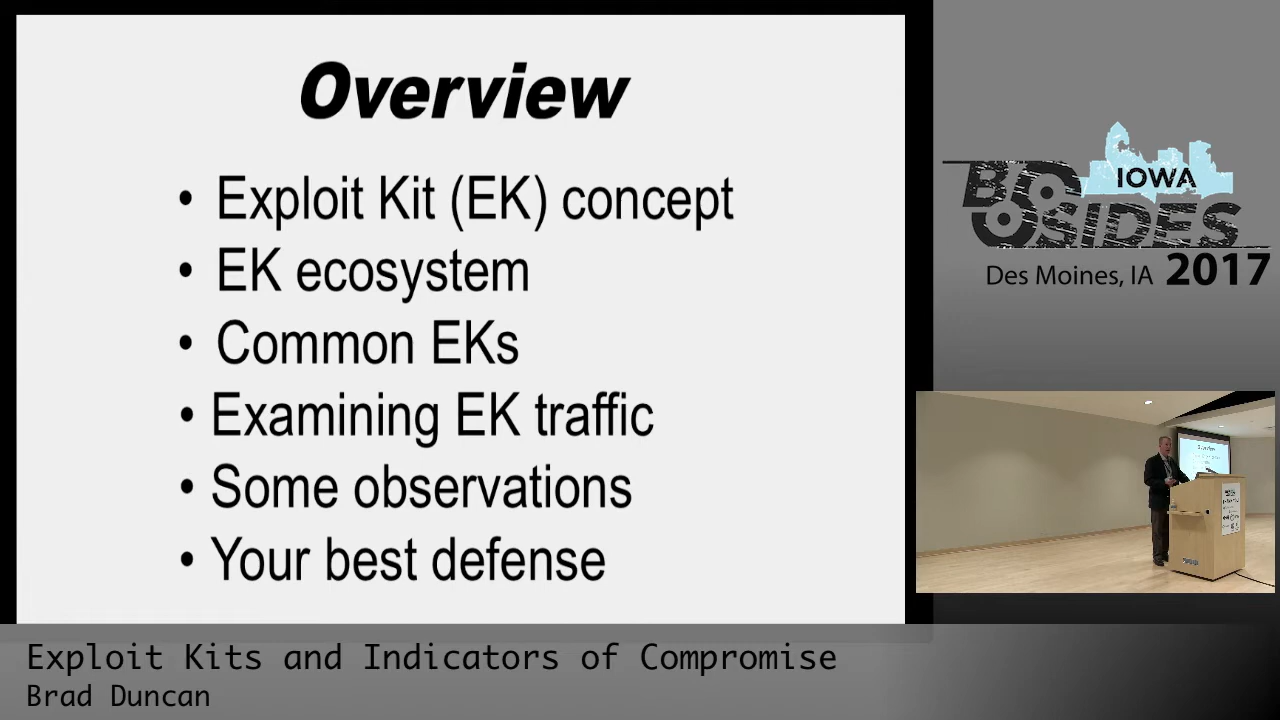 Overview
• Exploit Kit (EK) concept
• EK ecosystem
• Common EKs
• Examining EK traffic
• Some observations
• Your best defense
BSIDES
IOWA
Des Moines, IA 2017
Overview
Exploit Kits and Indicators of Compromise
Brad Duncan